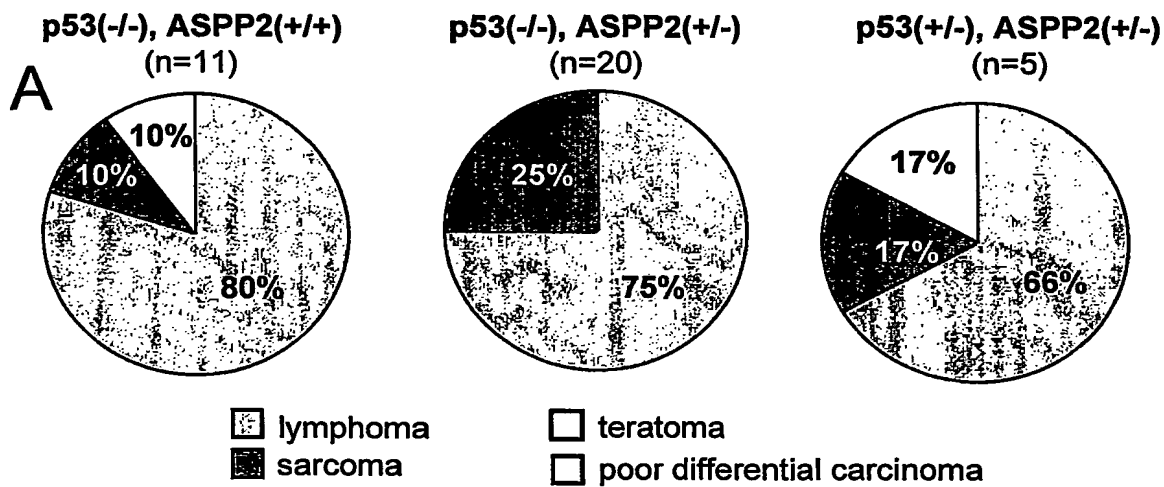 p53(-/-), ASPP2(+/+)
(n=11)
p53(-/-), ASPP2(+/-)
(n=20)
p53(+/-), ASPP2(+/-)
(n=5)
A
10%
10%
80%
25%
75%
17%
17%
66%
lymphoma
sarcoma
teratoma
poor differential carcinoma